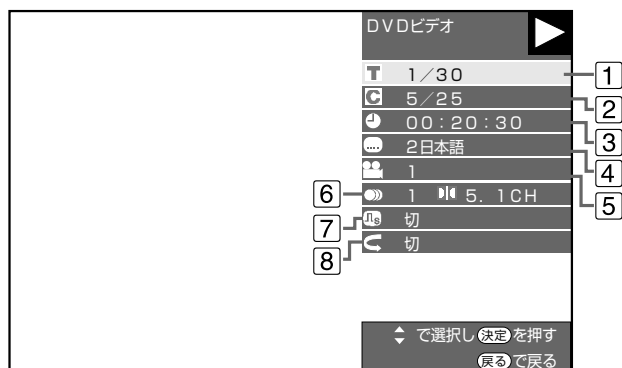 DVDビデオ
T 1/30
C 5/25
00:20:30
2日本語
1
1 5.1CH
切
切
で選択し 決定 を押す
戻る で戻る
1
2
3
4
5
6
7
8